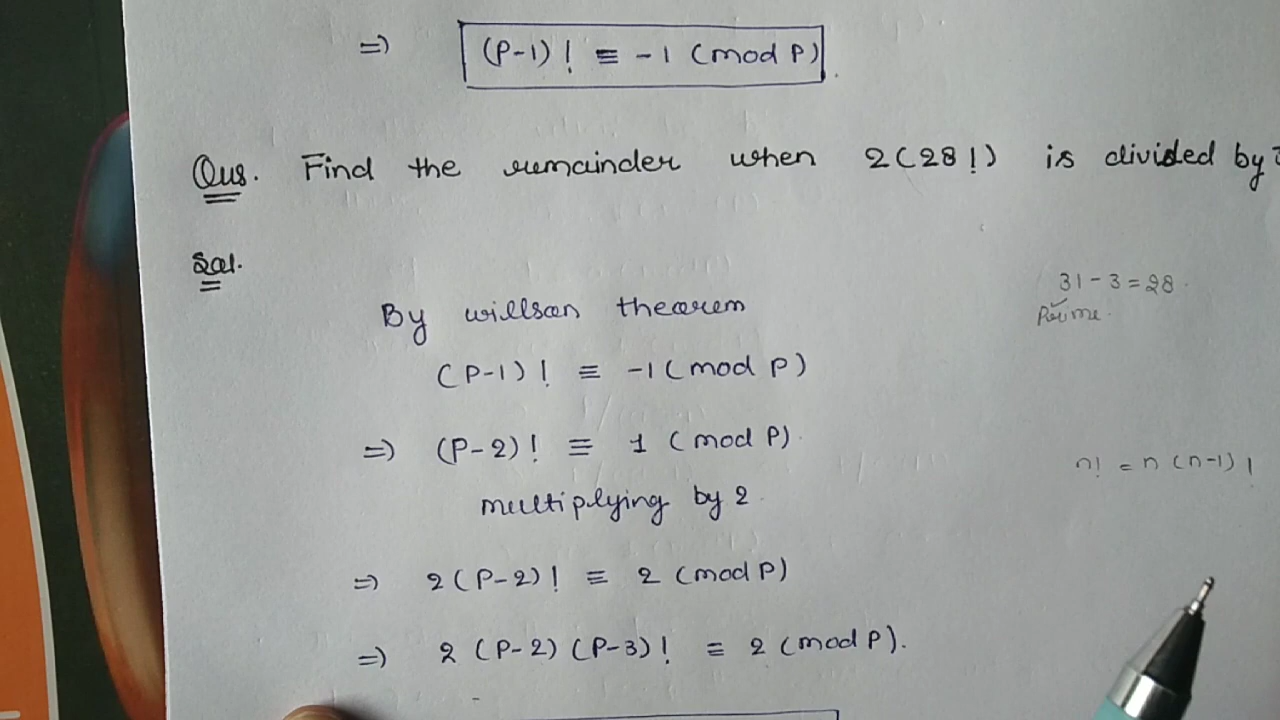 ⇒ (P-1)! ≡ -1 (mod P).
Qus. Find the remainder when 2(28!) is divided by
Sol.
31-3=28.
Prime.
By willson theorem
(P-1)! ≡ -1(mod P)
⇒ (P-2)! ≡ 1 (mod P).
n! = n (n-1)!
multiplying by 2.
⇒ 2(P-2)! ≡ 2 (mod P)
⇒ 2 (P-2) (P-3)! ≡ 2 (mod P).